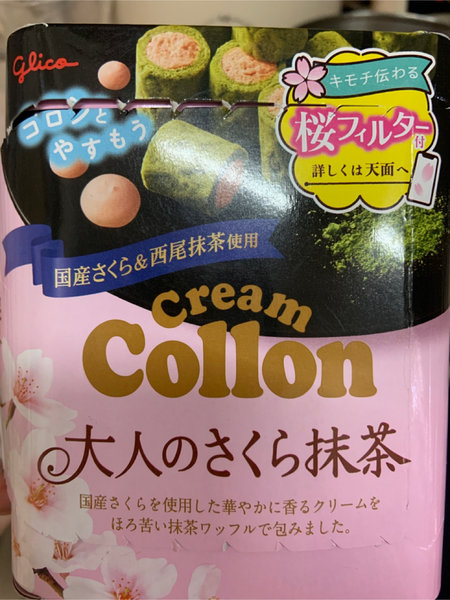 glico
キモチ伝わる
桜フィルター付
詳しくは天面へ
コロンと
やすもう
国産さくら&西尾抹茶使用
Cream
Collon
大人のさくら抹茶
国産さくらを使用した華やかに香るクリームを
ほろ苦い抹茶ワッフルで包みました。